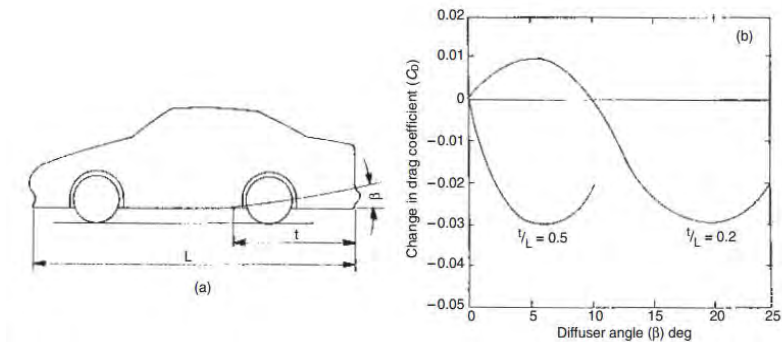 β
t
L
(a)
Change in drag coefficient (C_D)
0.02
0.01
0
−0.01
−0.02
−0.03
−0.04
−0.05
(b)
t/L = 0.5
t/L = 0.2
0
5
10
15
20
25
Diffuser angle (β) deg